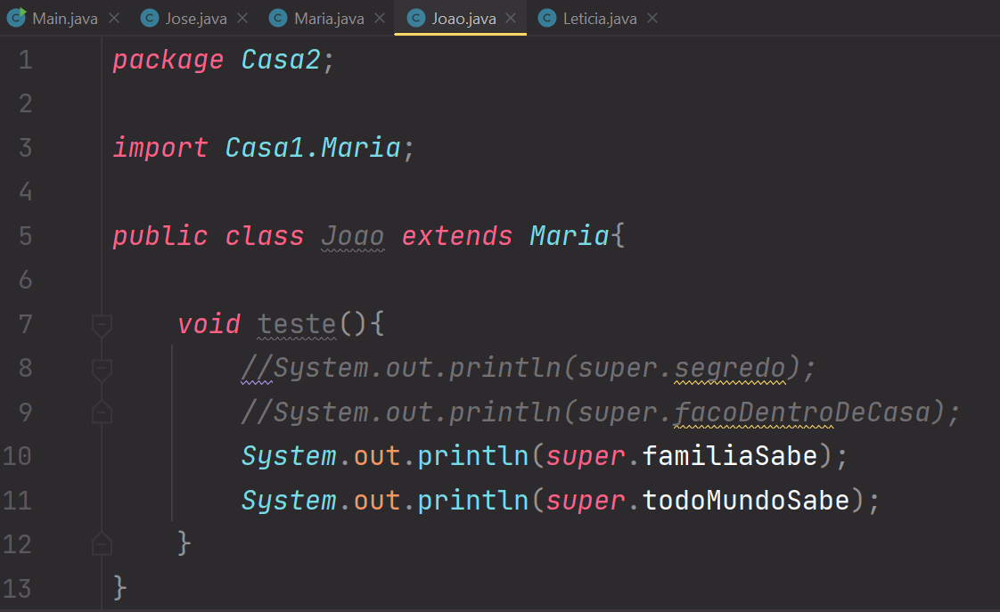 Main.java Jose.java Maria.java Joao.java Leticia.java
1 package Casa2;
2
3 import Casa1.Maria;
4
5 public class Joao extends Maria{
6
7 void teste(){
8 //System.out.println(super.segredo);
9 //System.out.println(super.facoDentroDeCasa);
10 System.out.println(super.familiaSabe);
11 System.out.println(super.todoMundoSabe);
12 }
13 }